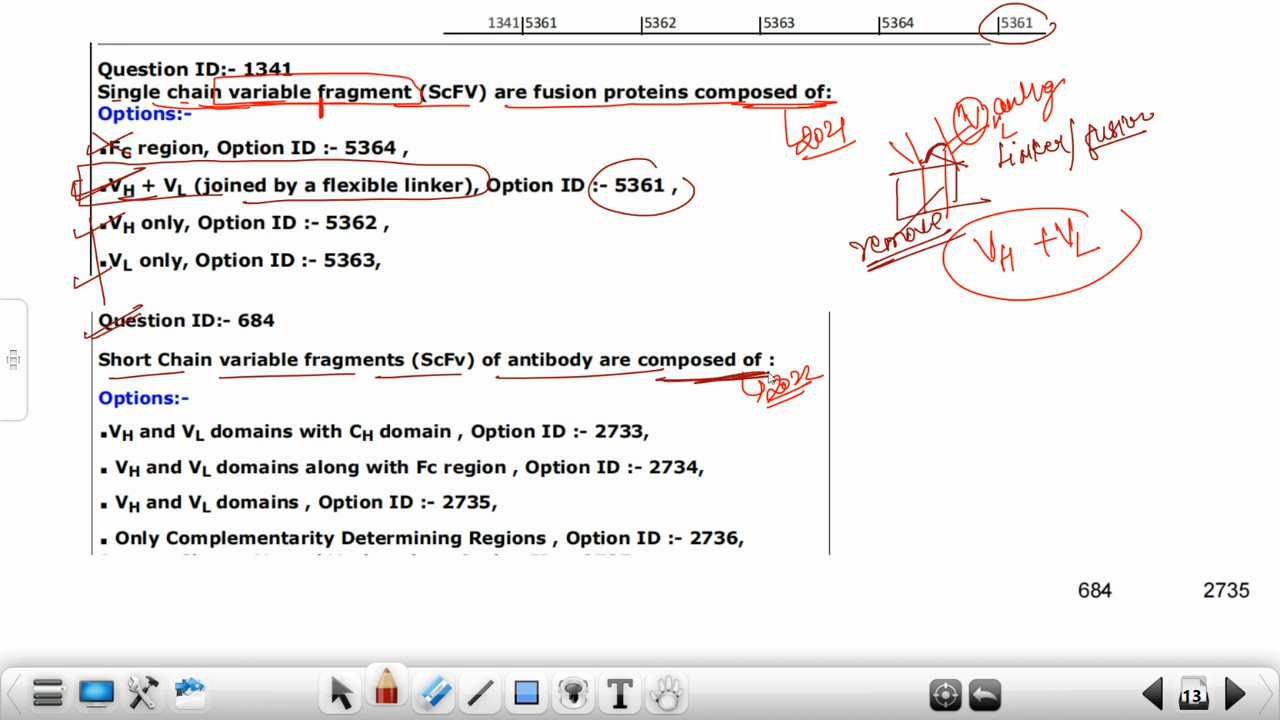 1341 5361 5362 5363 5364 5361
Question ID:- 1341
Single chain variable fragment (ScFV) are fusion proteins composed of:
2021
Options:-
.FC region, Option ID :- 5364 ,
.VH + VL (joined by a flexible linker), Option ID :- 5361 ,
.VH only, Option ID :- 5362 ,
.VL only, Option ID :- 5363,
V only
VL
linker/ fusion
remove
VH + VL
Question ID:- 684
Short Chain variable fragments (ScFv) of antibody are composed of :
2022
Options:-
.VH and VL domains with CH domain , Option ID :- 2733,
. VH and VL domains along with Fc region , Option ID :- 2734,
. VH and VL domains , Option ID :- 2735,
. Only Complementarity Determining Regions , Option ID :- 2736,
684 2735
T
13